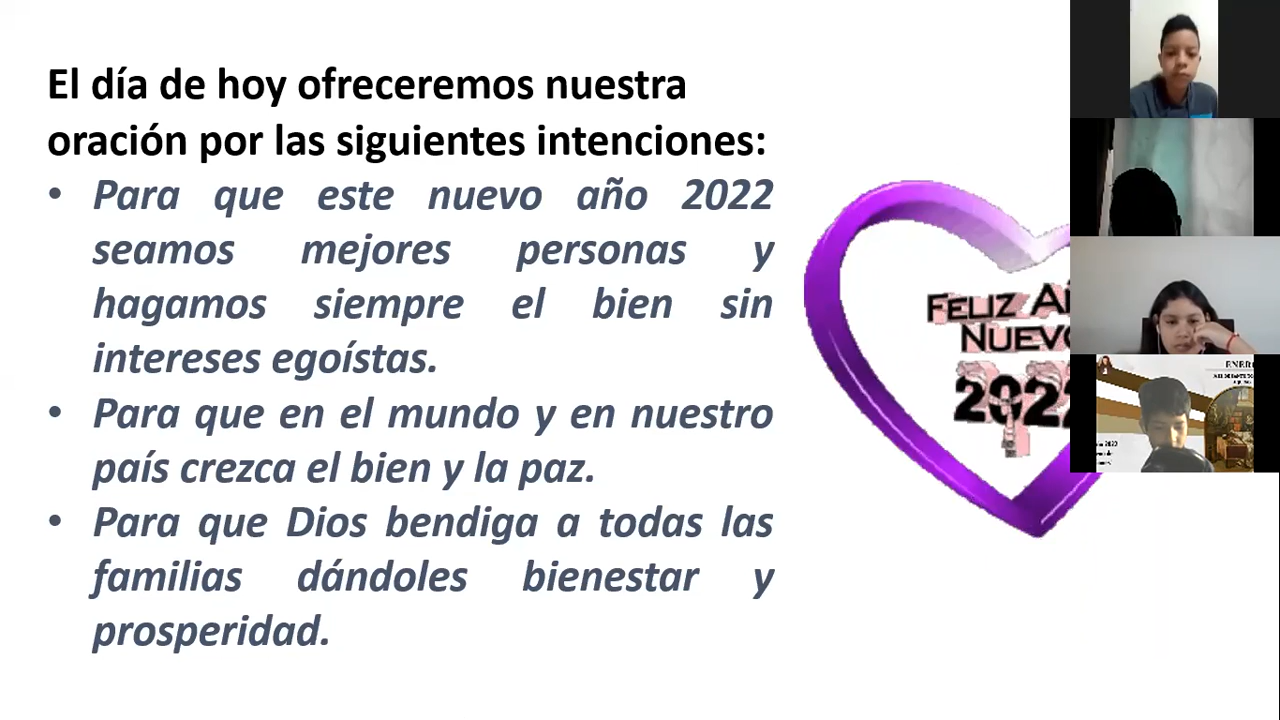 El día de hoy ofreceremos nuestra
oración por las siguientes intenciones:
• Para que este nuevo año 2022
seamos mejores personas y
hagamos siempre el bien sin
intereses egoístas.
• Para que en el mundo y en nuestro
país crezca el bien y la paz.
• Para que Dios bendiga a todas las
familias dándoles bienestar y
prosperidad.
FELIZ
NUEVO
2022